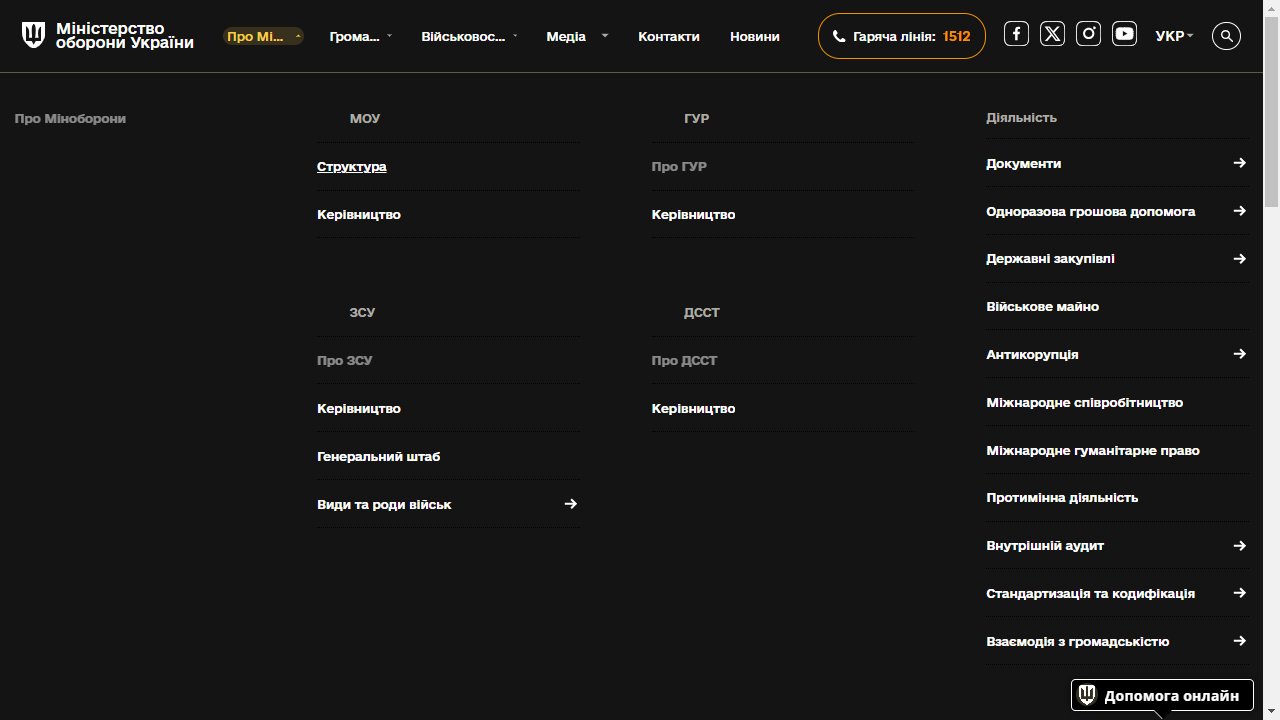 Міністерство
оборони України
Про Мі...
Грома...
Військовос...
Медіа
Контакти
Новини
Гаряча лінія: 1512
УКР
Про Міноборони
МОУ
Структура
Керівництво
ГУР
Про ГУР
Керівництво
ЗСУ
Про ЗСУ
Керівництво
Генеральний штаб
Види та роди військ
ДССТ
Про ДССТ
Керівництво
Діяльність
Документи
Одноразова грошова допомога
Державні закупівлі
Військове майно
Антикорупція
Міжнародне співробітництво
Міжнародне гуманітарне право
Протимінна діяльність
Внутрішній аудит
Стандартизація та кодифікація
Взаємодія з громадськістю
Допомога онлайн